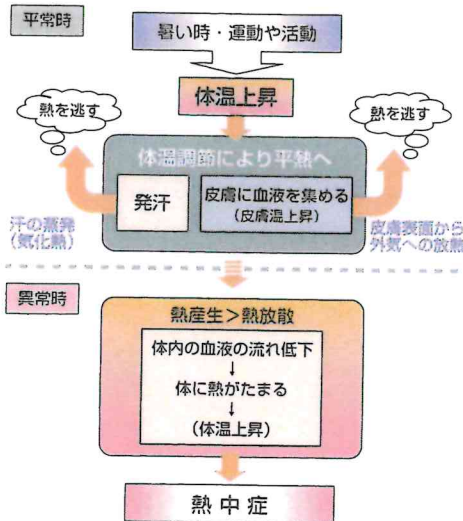 平常時
暑い時・運動や活動
体温上昇
熱を逃す
熱を逃す
体温調節により平熱へ
発汗
皮膚に血液を集める
(皮膚温上昇)
汗の蒸発
(気化熱)
皮膚表面から
外気への放熱
異常時
熱産生>熱放散
体内の血液の流れ低下
↓
体に熱がたまる
↓
(体温上昇)
熱中症